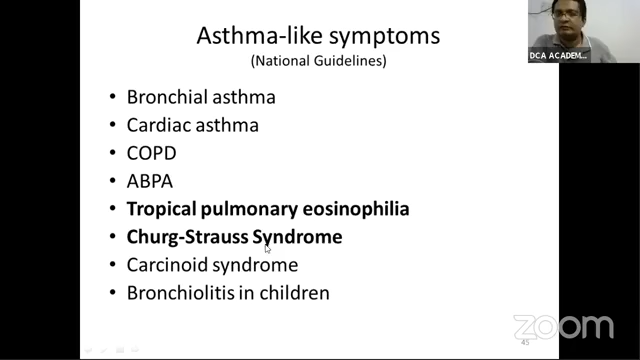 Asthma-like symptoms
(National Guidelines)
• Bronchial asthma
• Cardiac asthma
• COPD
• ABPA
• Tropical pulmonary eosinophilia
• Churg-Strauss Syndrome
• Carcinoid syndrome
• Bronchiolitis in children
DCA ACADEM...
zoom
45